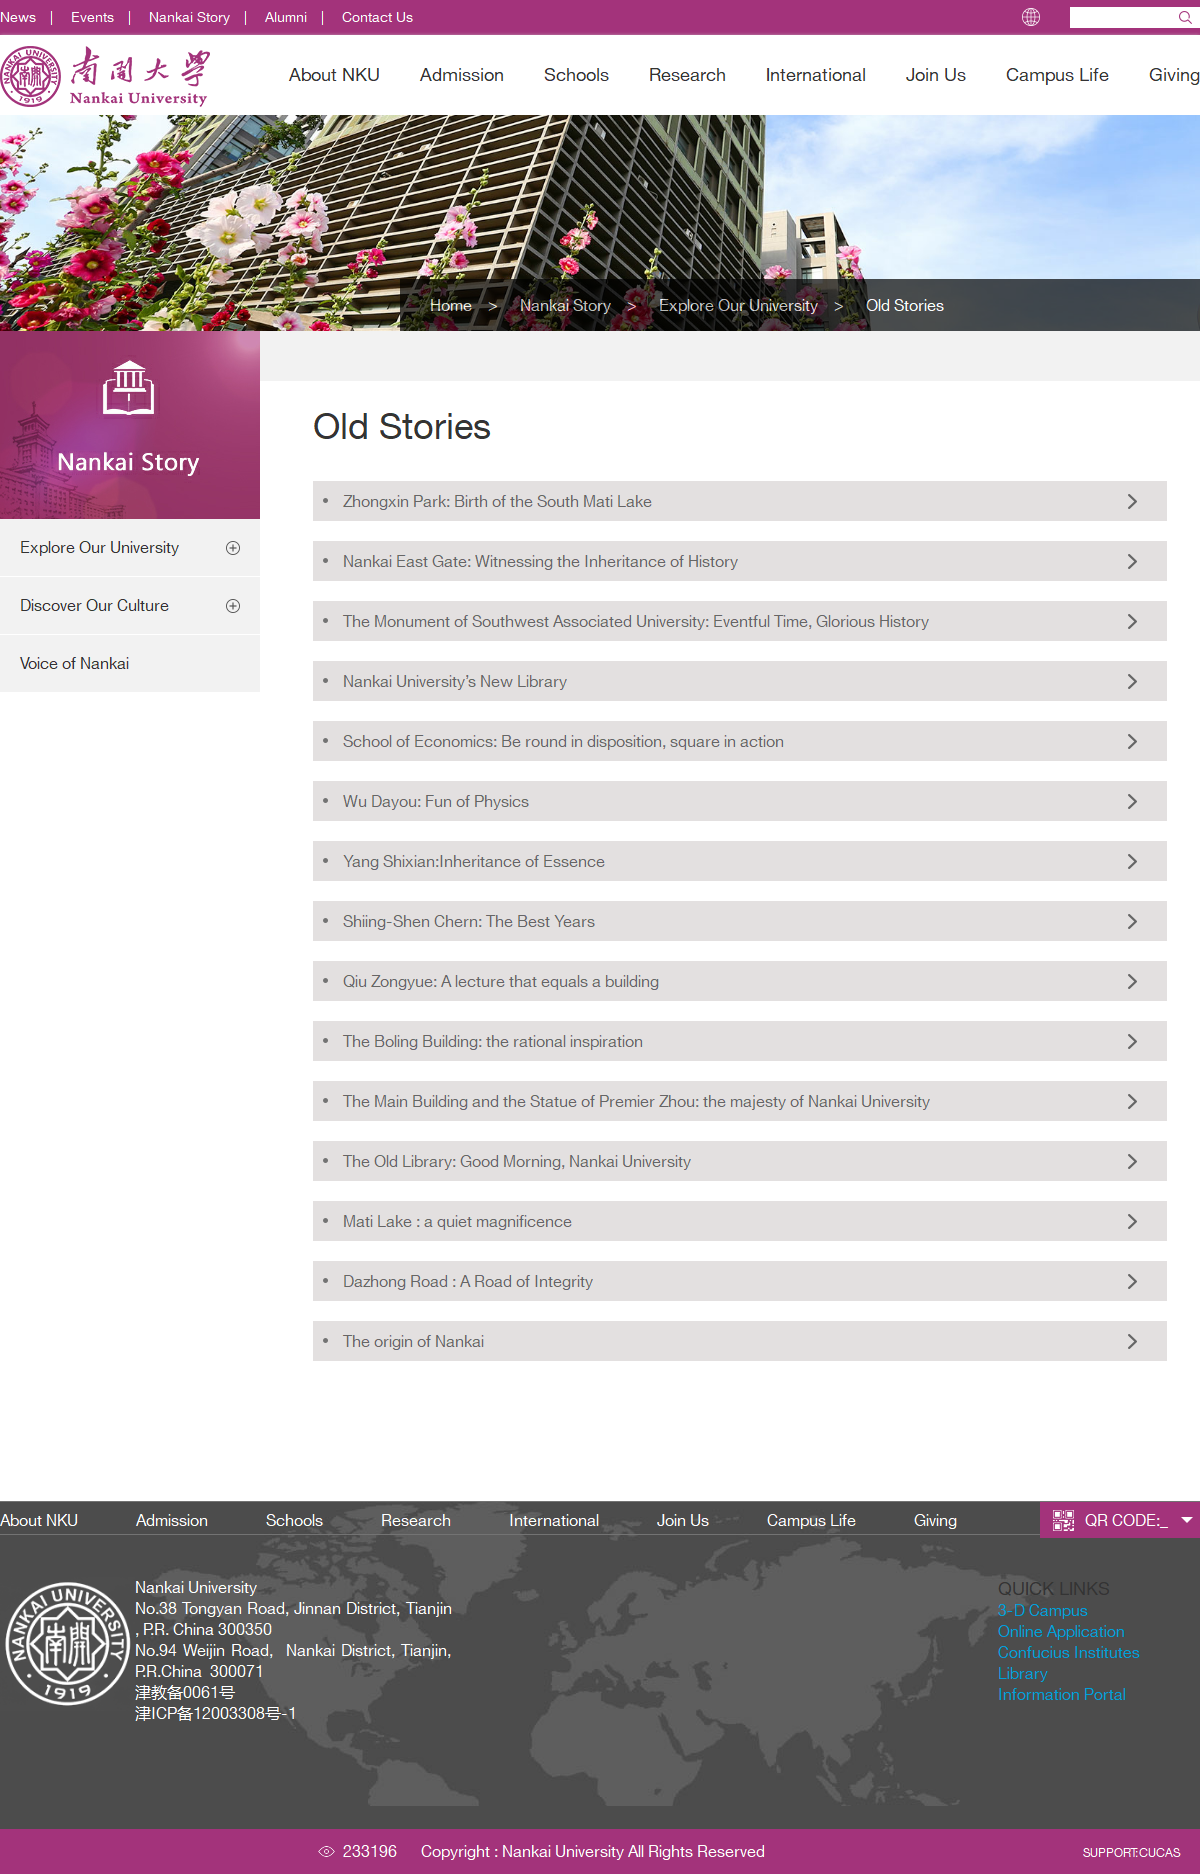 News | Events | Nankai Story | Alumni | Contact Us
NANKAI UNIVERSITY
1919
南开大学
Nankai University
About NKU Admission Schools Research International Join Us Campus Life Giving
Home > Nankai Story > Explore Our University > Old Stories
Nankai Story
Explore Our University
Discover Our Culture
Voice of Nankai
Old Stories
• Zhongxin Park: Birth of the South Mati Lake
• Nankai East Gate: Witnessing the Inheritance of History
• The Monument of Southwest Associated University: Eventful Time, Glorious History
• Nankai University’s New Library
• School of Economics: Be round in disposition, square in action
• Wu Dayou: Fun of Physics
• Yang Shixian:Inheritance of Essence
• Shiing-Shen Chern: The Best Years
• Qiu Zongyue: A lecture that equals a building
• The Boling Building: the rational inspiration
• The Main Building and the Statue of Premier Zhou: the majesty of Nankai University
• The Old Library: Good Morning, Nankai University
• Mati Lake : a quiet magnificence
• Dazhong Road : A Road of Integrity
• The origin of Nankai
About NKU Admission Schools Research International Join Us Campus Life Giving QR CODE:_
NANKAI UNIVERSITY
南開
1919
Nankai University
No.38 Tongyan Road, Jinnan District, Tianjin
, P.R. China 300350
No.94 Weijin Road, Nankai District, Tianjin,
P.R.China 300071
津教备0061号
津ICP备12003308号-1
QUICK LINKS
3-D Campus
Online Application
Confucius Institutes
Library
Information Portal
233196 Copyright : Nankai University All Rights Reserved
SUPPORT:CUCAS